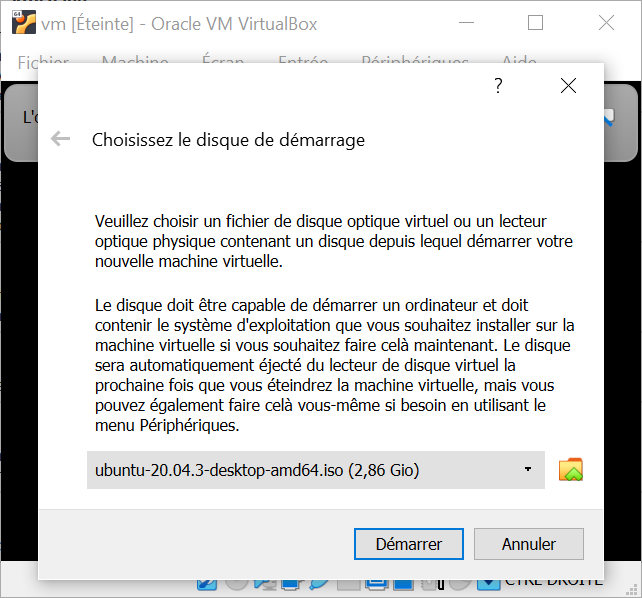 vm [Éteinte] - Oracle VM VirtualBox
Fichier Machine Écran Entrée Périphériques Aide
?
Choisissez le disque de démarrage
Veuillez choisir un fichier de disque optique virtuel ou un lecteur
optique physique contenant un disque depuis lequel démarrer votre
nouvelle machine virtuelle.
Le disque doit être capable de démarrer un ordinateur et doit
contenir le système d'exploitation que vous souhaitez installer sur la
machine virtuelle si vous souhaitez faire celà maintenant. Le disque
sera automatiquement éjecté du lecteur de disque virtuel la
prochaine fois que vous éteindrez la machine virtuelle, mais vous
pouvez également faire celà vous-même si besoin en utilisant le
menu Périphériques.
ubuntu-20.04.3-desktop-amd64.iso (2,86 Gio)
Démarrer Annuler
CTRL DROITE